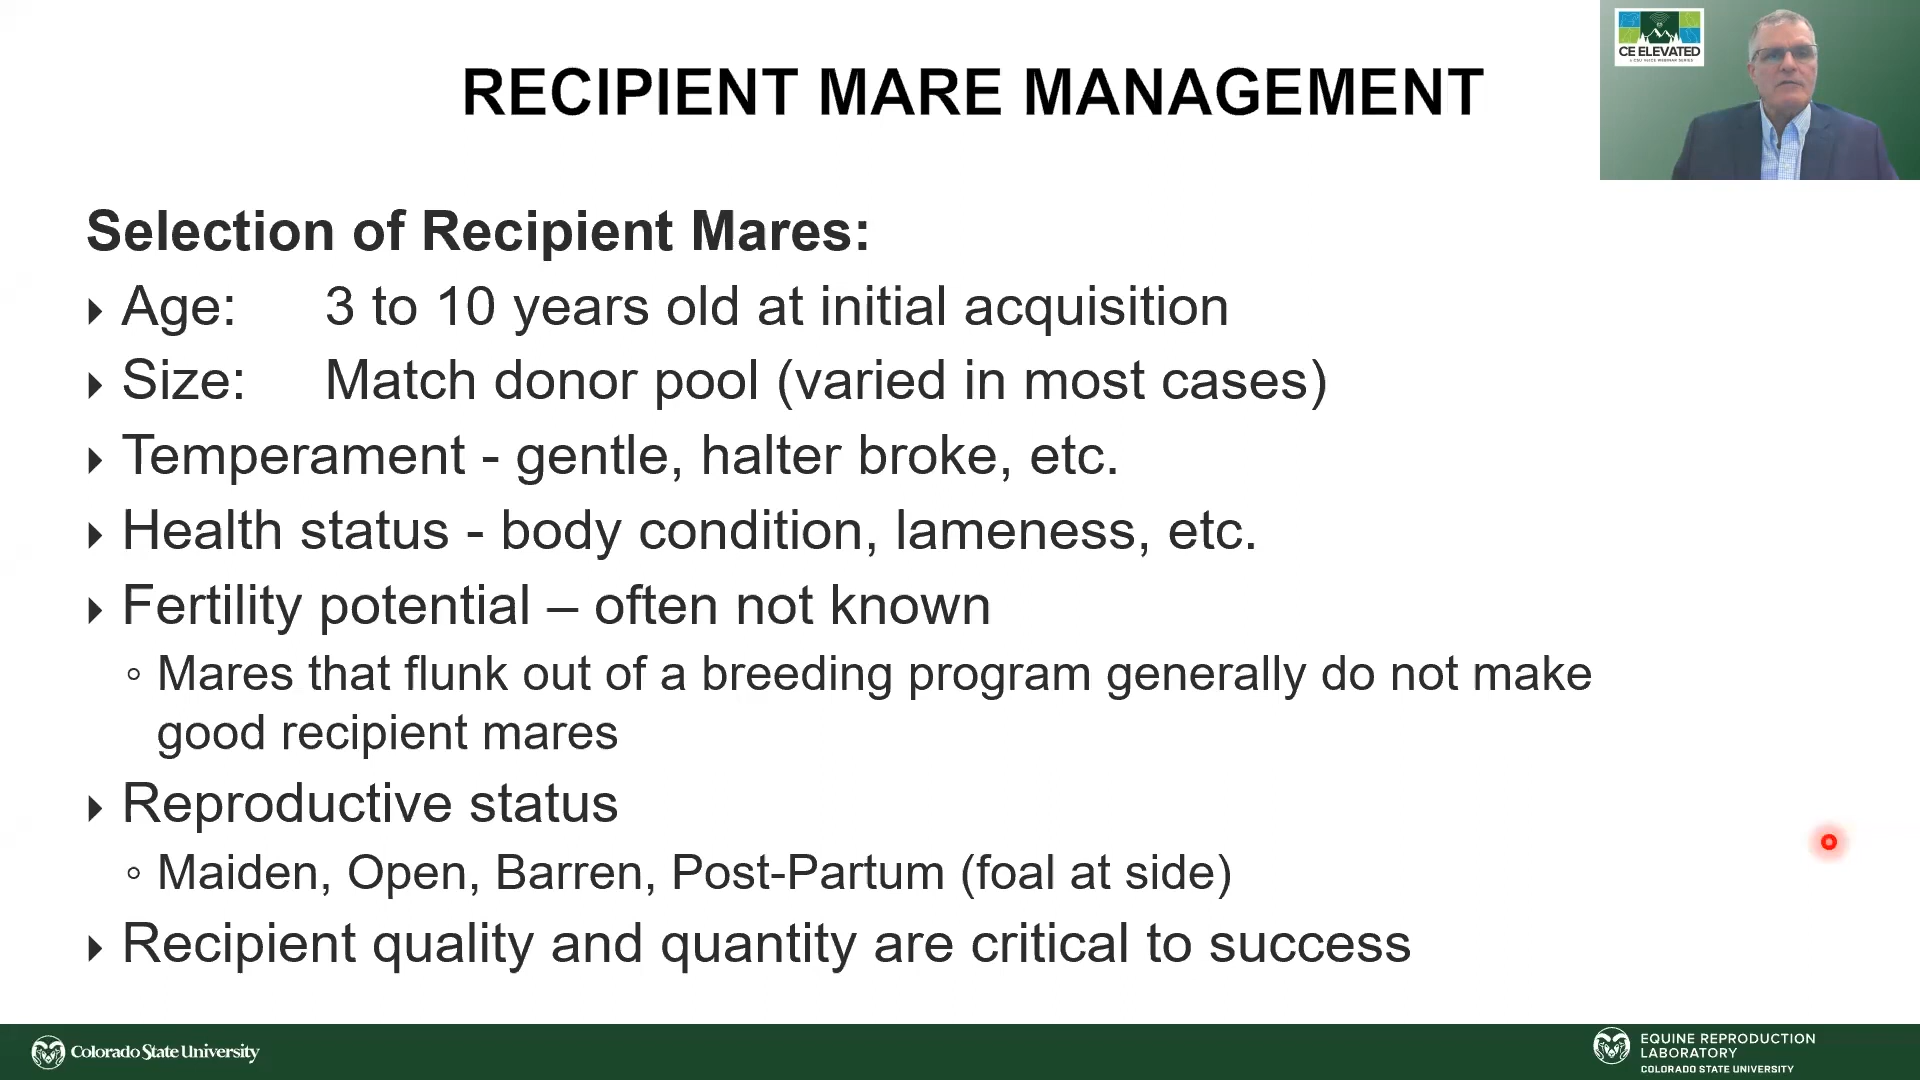 CE ELEVATED
A CSU VETCE WEBINAR SERIES
RECIPIENT MARE MANAGEMENT
Selection of Recipient Mares:
Age: 3 to 10 years old at initial acquisition
Size: Match donor pool (varied in most cases)
Temperament - gentle, halter broke, etc.
Health status - body condition, lameness, etc.
Fertility potential – often not known
Mares that flunk out of a breeding program generally do not make
good recipient mares
Reproductive status
Maiden, Open, Barren, Post-Partum (foal at side)
Recipient quality and quantity are critical to success
Colorado State University
EQUINE REPRODUCTION
LABORATORY
COLORADO STATE UNIVERSITY